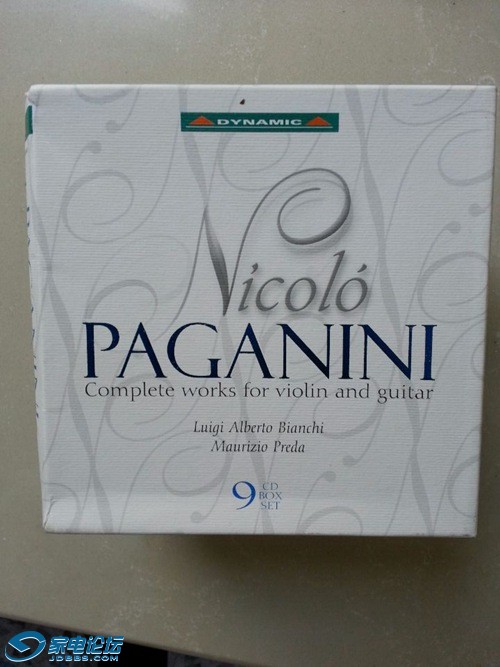 DYNAMIC
Nicoló
PAGANINI
Complete works for violin and guitar
Luigi Alberto Bianchi
Maurizio Preda
9 CD
BOX
SET
家电论坛
JDBBS.COM